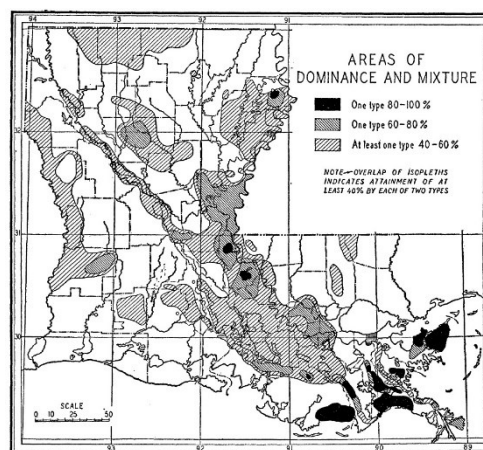 94 93 92 91
AREAS OF
DOMINANCE AND MIXTURE
One type 80-100 %
One type 60-80 %
At least one type 40-60 %
NOTE—OVERLAP OF ISOPLETHS
INDICATES ATTAINMENT OF AT
LEAST 40% BY EACH OF TWO TYPES
32
31
30
SCALE
0 25 50
93 92 91 90 89